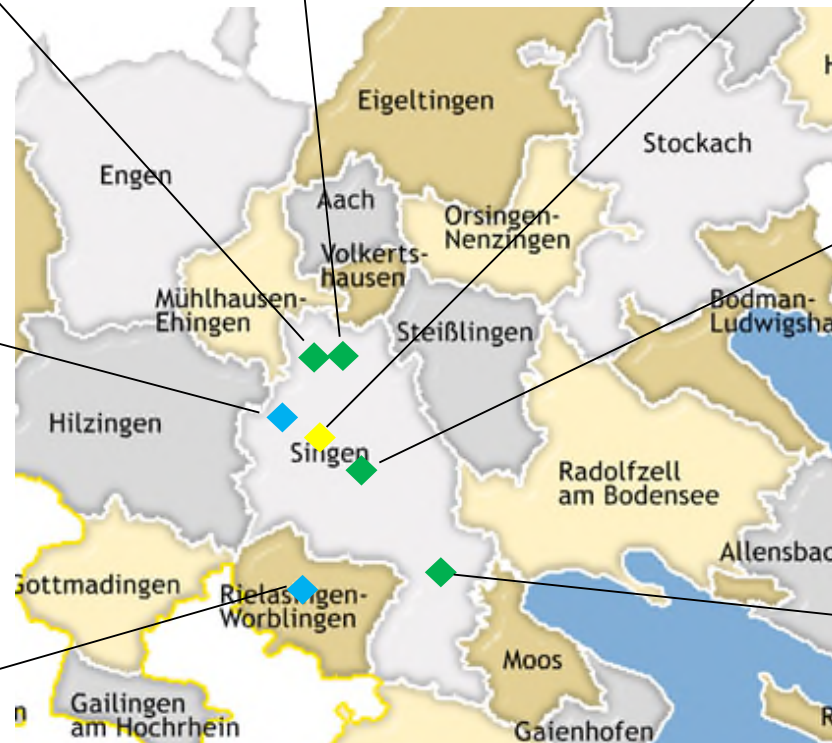 Eigeltingen
H
Stockach
Engen
Aach
Orsingen-
Nenzingen
Volkerts-
hausen
Mühlhausen-
Ehingen
Bodman-
Ludwigsha
Steißlingen
Hilzingen
Singen
Radolfzell
am Bodensee
Allensbac
Gottmadingen
Rielasingen-
Worblingen
Moos
Gailingen
am Hochrhein
n
R
Gaienhofen